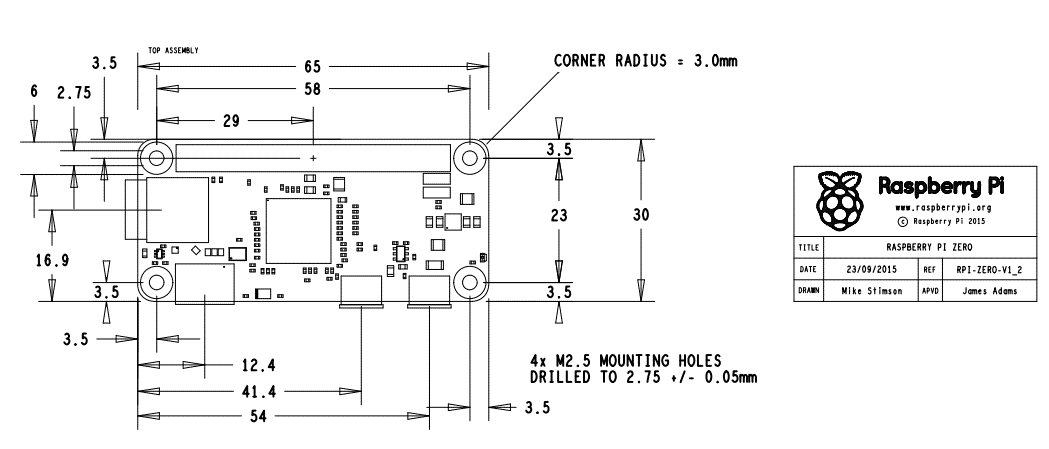 TOP ASSEMBLY
3.5
65
CORNER RADIUS = 3.0mm
58
6
2.75
29
3.5
23
30
16.9
3.5
3.5
3.5
12.4
41.4
54
3.5
4x M2.5 MOUNTING HOLES
DRILLED TO 2.75 +/- 0.05mm
Raspberry Pi
www.raspberrypi.org
© Raspberry Pi 2015
TITLE RASPBERRY PI ZERO
DATE 23/09/2015 REF RPI-ZERO-V1_2
DRAWN Mike Stimson APVD James Adams